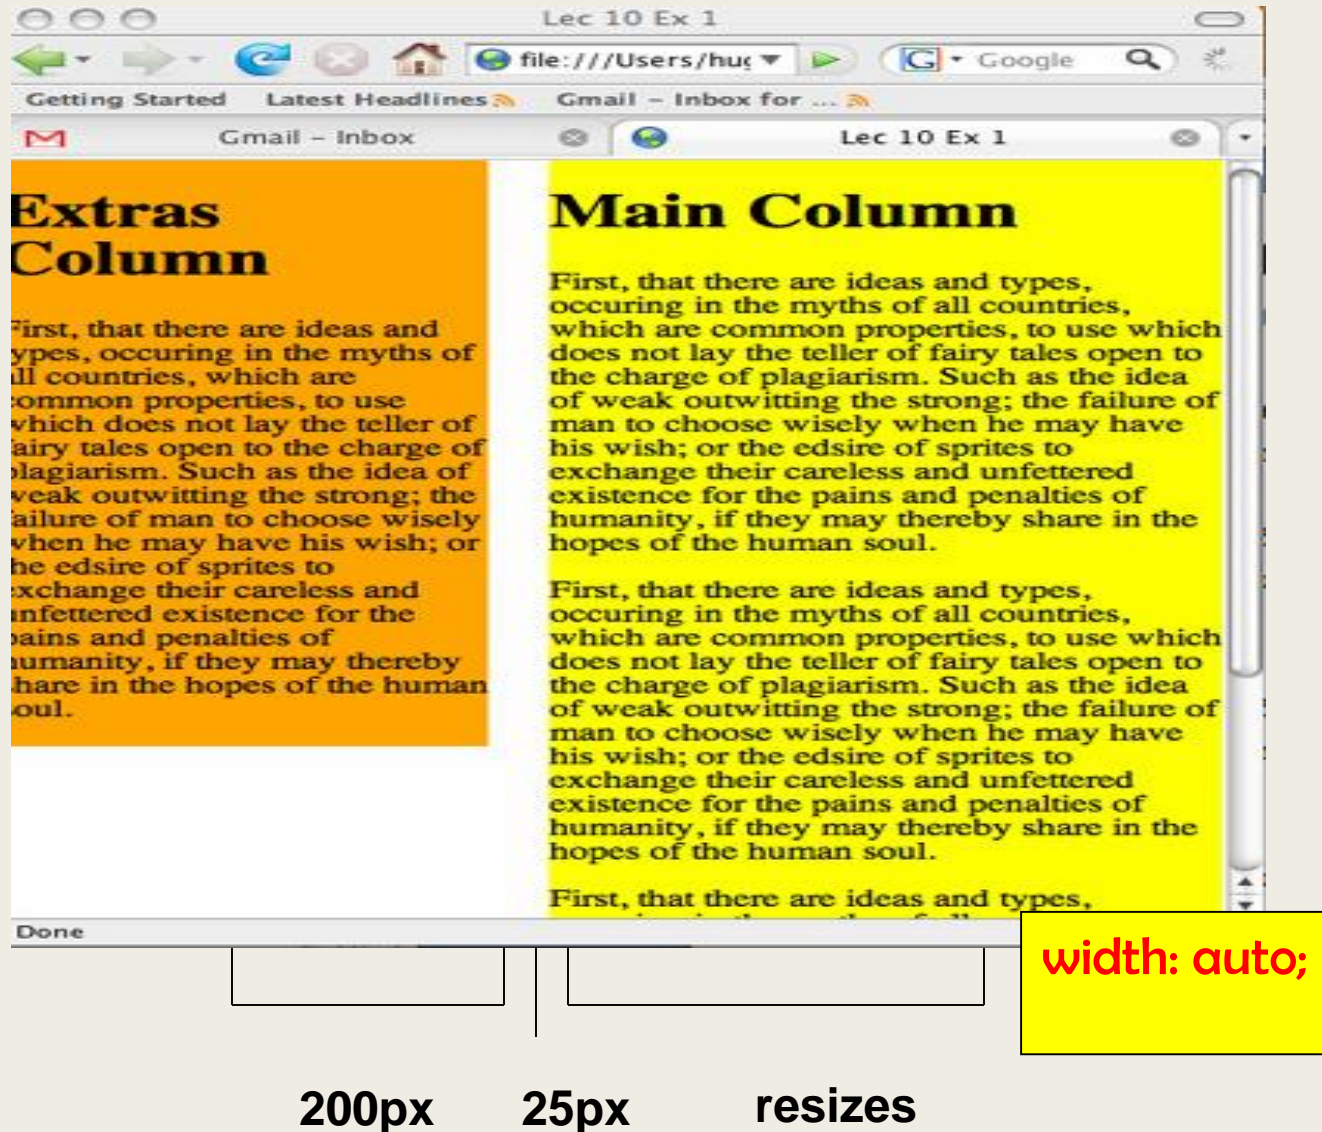 Lec 10 Ex 1
file:///Users/hug
G Google
Getting Started Latest Headlines Gmail – Inbox for ...
Gmail – Inbox Lec 10 Ex 1
Extras
Column
First, that there are ideas and
ypes, occuring in the myths of
ll countries, which are
ommon properties, to use
which does not lay the teller of
airy tales open to the charge of
lagiarism. Such as the idea of
weak outwitting the strong; the
ailure of man to choose wisely
when he may have his wish; or
he edsire of sprites to
xchange their careless and
unfettered existence for the
pains and penalties of
humanity, if they may thereby
hare in the hopes of the human
oul.
Main Column
First, that there are ideas and types,
occuring in the myths of all countries,
which are common properties, to use which
does not lay the teller of fairy tales open to
the charge of plagiarism. Such as the idea
of weak outwitting the strong; the failure of
man to choose wisely when he may have
his wish; or the edsire of sprites to
exchange their careless and unfettered
existence for the pains and penalties of
humanity, if they may thereby share in the
hopes of the human soul.
First, that there are ideas and types,
occuring in the myths of all countries,
which are common properties, to use which
does not lay the teller of fairy tales open to
the charge of plagiarism. Such as the idea
of weak outwitting the strong; the failure of
man to choose wisely when he may have
his wish; or the edsire of sprites to
exchange their careless and unfettered
existence for the pains and penalties of
humanity, if they may thereby share in the
hopes of the human soul.
First, that there are ideas and types,
Done
width: auto;
200px 25px resizes